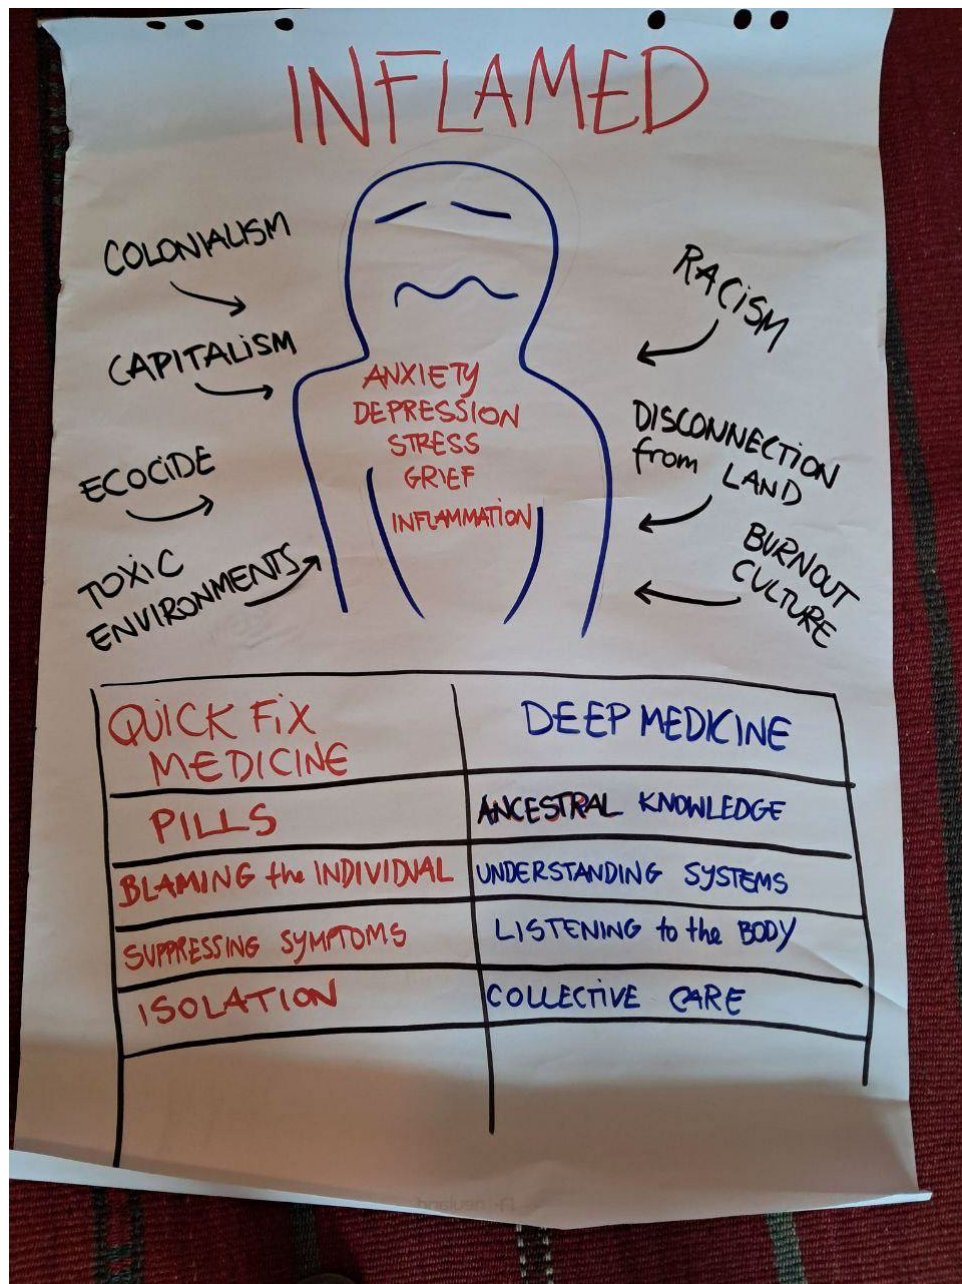 INFLAMED
COLONIALISM
CAPITALISM
ECOCIDE
TOXIC
ENVIRONMENTS
RACISM
DISCONNECTION
from LAND
BURNOUT
CULTURE
ANXIETY
DEPRESSION
STRESS
GRIEF
INFLAMMATION
QUICK FIX
MEDICINE
DEEP MEDICINE
PILLS
ANCESTRAL KNOWLEDGE
BLAMING the INDIVIDUAL
UNDERSTANDING SYSTEMS
SUPPRESSING SYMPTOMS
LISTENING to the BODY
ISOLATION
COLLECTIVE CARE